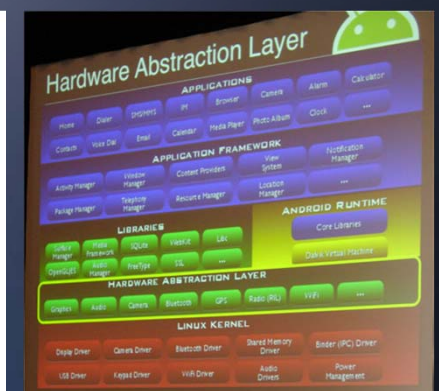 Hardware Abstraction Layer
APPLICATIONS
Home Dialer SMS/MMS IM Browser Camera Alarm Calculator
Contacts Voice Dial Email Calendar Media Player Photo Album Clock ...
APPLICATION FRAMEWORK
Activity Manager Window Manager Content Providers View System Notification Manager
Package Manager Telephony Manager Resource Manager Location Manager ...
LIBRARIES
Surface Manager Media Framework SQLite WebKit Libc
OpenGL|ES Audio Manager FreeType SSL ...
ANDROID RUNTIME
Core Libraries
Dalvik Virtual Machine
HARDWARE ABSTRACTION LAYER
Graphics Audio Camera Bluetooth GPS Radio (RIL) WiFi ...
LINUX KERNEL
Display Driver Camera Driver Bluetooth Driver Shared Memory Driver Binder (IPC) Driver
USB Driver Keypad Driver WiFi Driver Audio Drivers Power Management